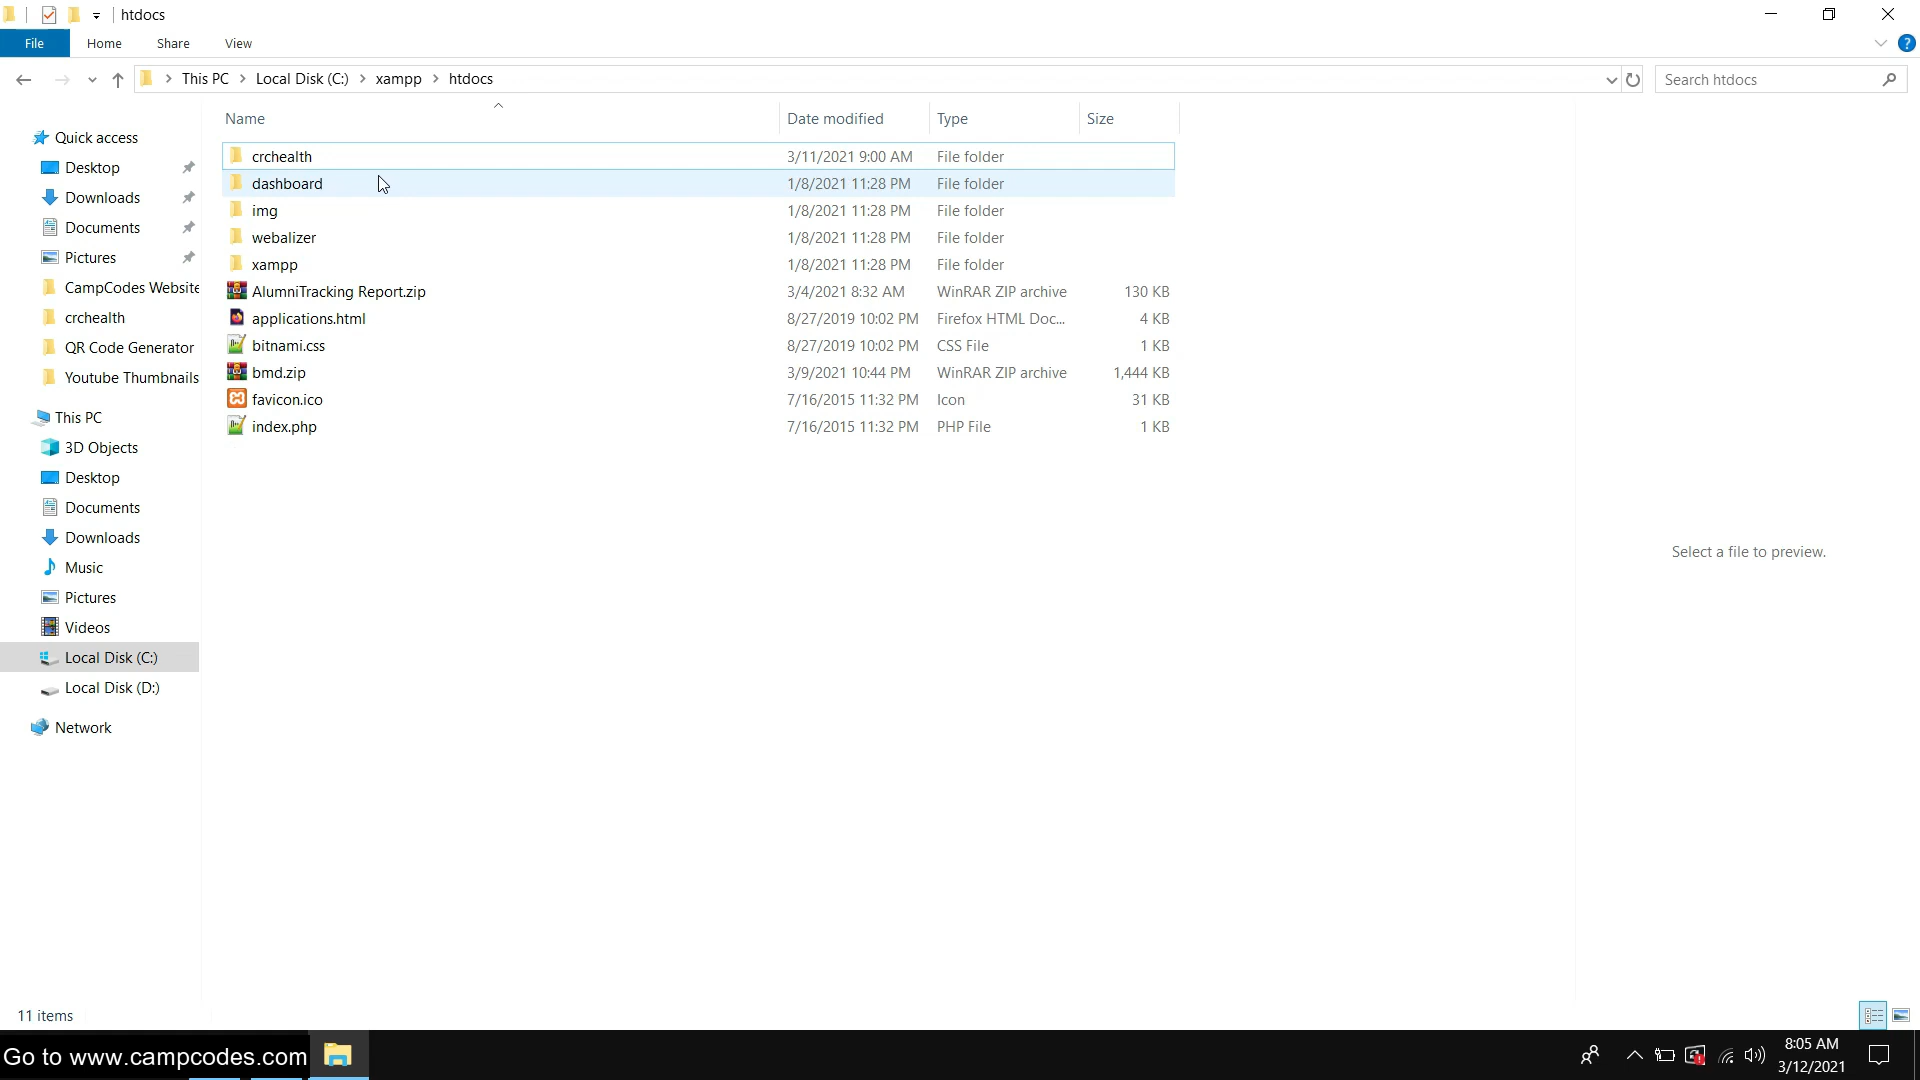 htdocs
File Home Share View
This PC Local Disk (C:) xampp htdocs
Search htdocs
Name Date modified Type Size
Quick access
Desktop
Downloads
Documents
Pictures
CampCodes Website
crchealth
QR Code Generator
Youtube Thumbnails
This PC
3D Objects
Desktop
Documents
Downloads
Music
Pictures
Videos
Local Disk (C:)
Local Disk (D:)
Network
crchealth 3/11/2021 9:00 AM File folder
dashboard 1/8/2021 11:28 PM File folder
img 1/8/2021 11:28 PM File folder
webalizer 1/8/2021 11:28 PM File folder
xampp 1/8/2021 11:28 PM File folder
AlumniTracking Report.zip 3/4/2021 8:32 AM WinRAR ZIP archive 130 KB
applications.html 8/27/2019 10:02 PM Firefox HTML Doc... 4 KB
bitnami.css 8/27/2019 10:02 PM CSS File 1 KB
bmd.zip 3/9/2021 10:44 PM WinRAR ZIP archive 1,444 KB
favicon.ico 7/16/2015 11:32 PM Icon 31 KB
index.php 7/16/2015 11:32 PM PHP File 1 KB
Select a file to preview.
11 items
Go to www.campcodes.com
8:05 AM
3/12/2021